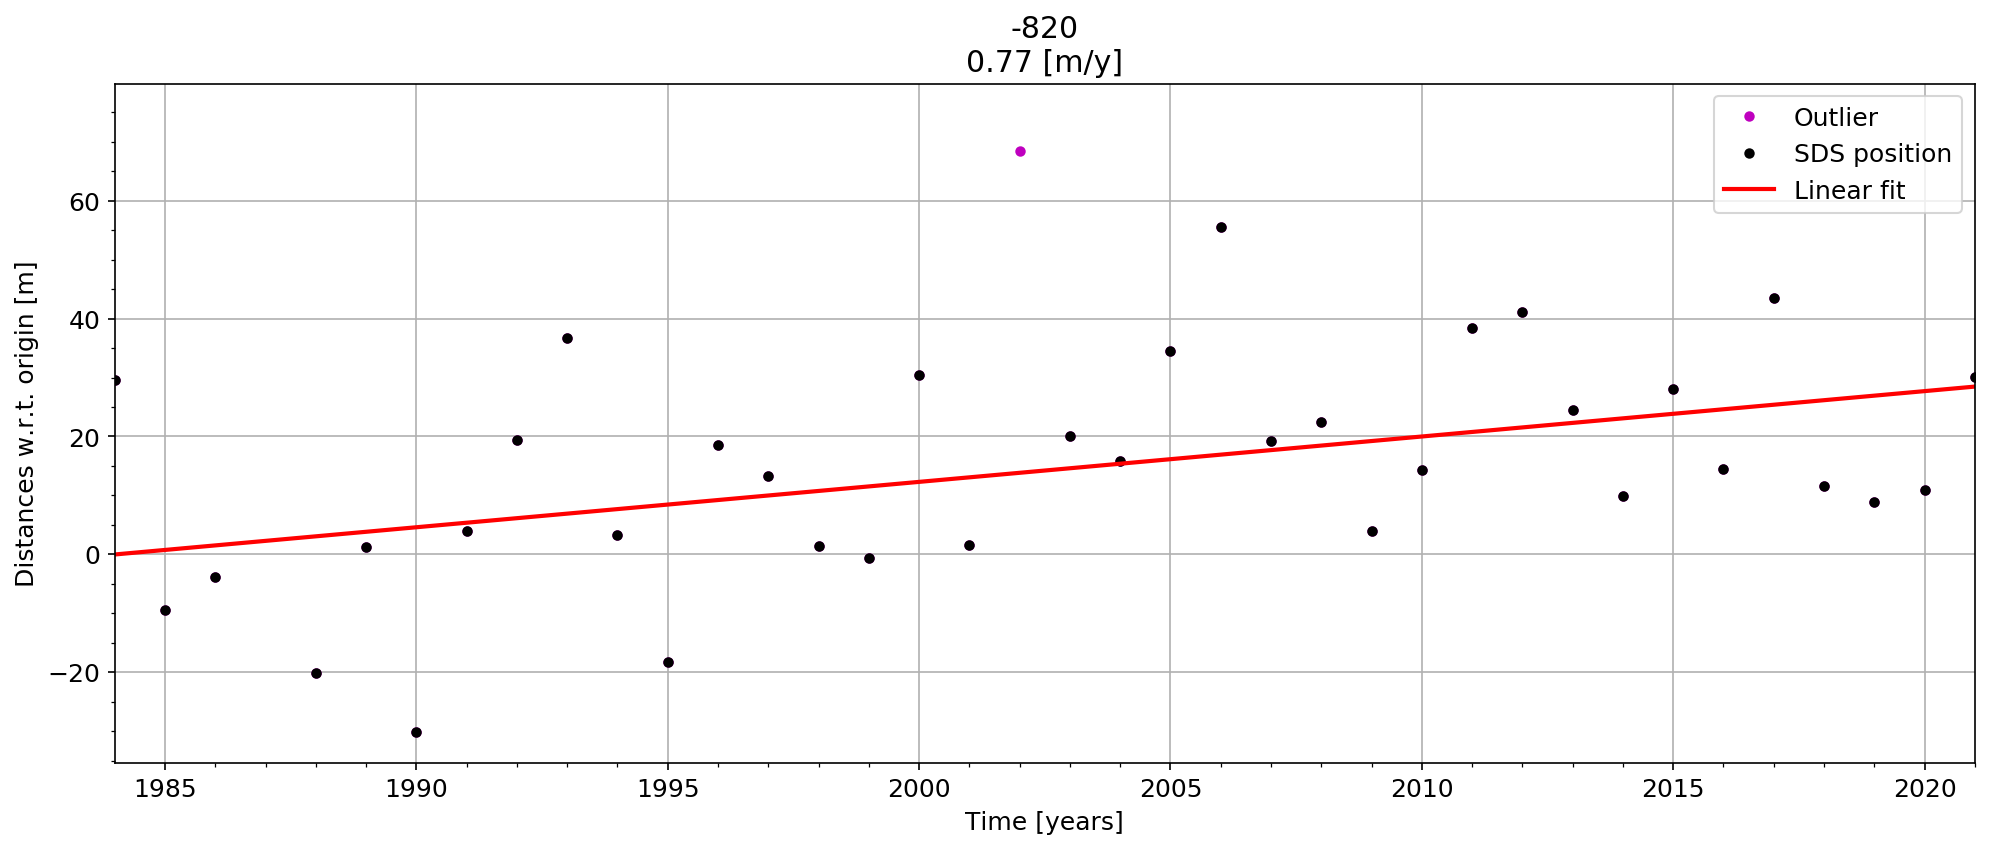 -820
0.77 [m/y]
Outlier
SDS position
Linear fit
60
40
20
0
−20
Distances w.r.t. origin [m]
1985 1990 1995 2000 2005 2010 2015 2020
Time [years]